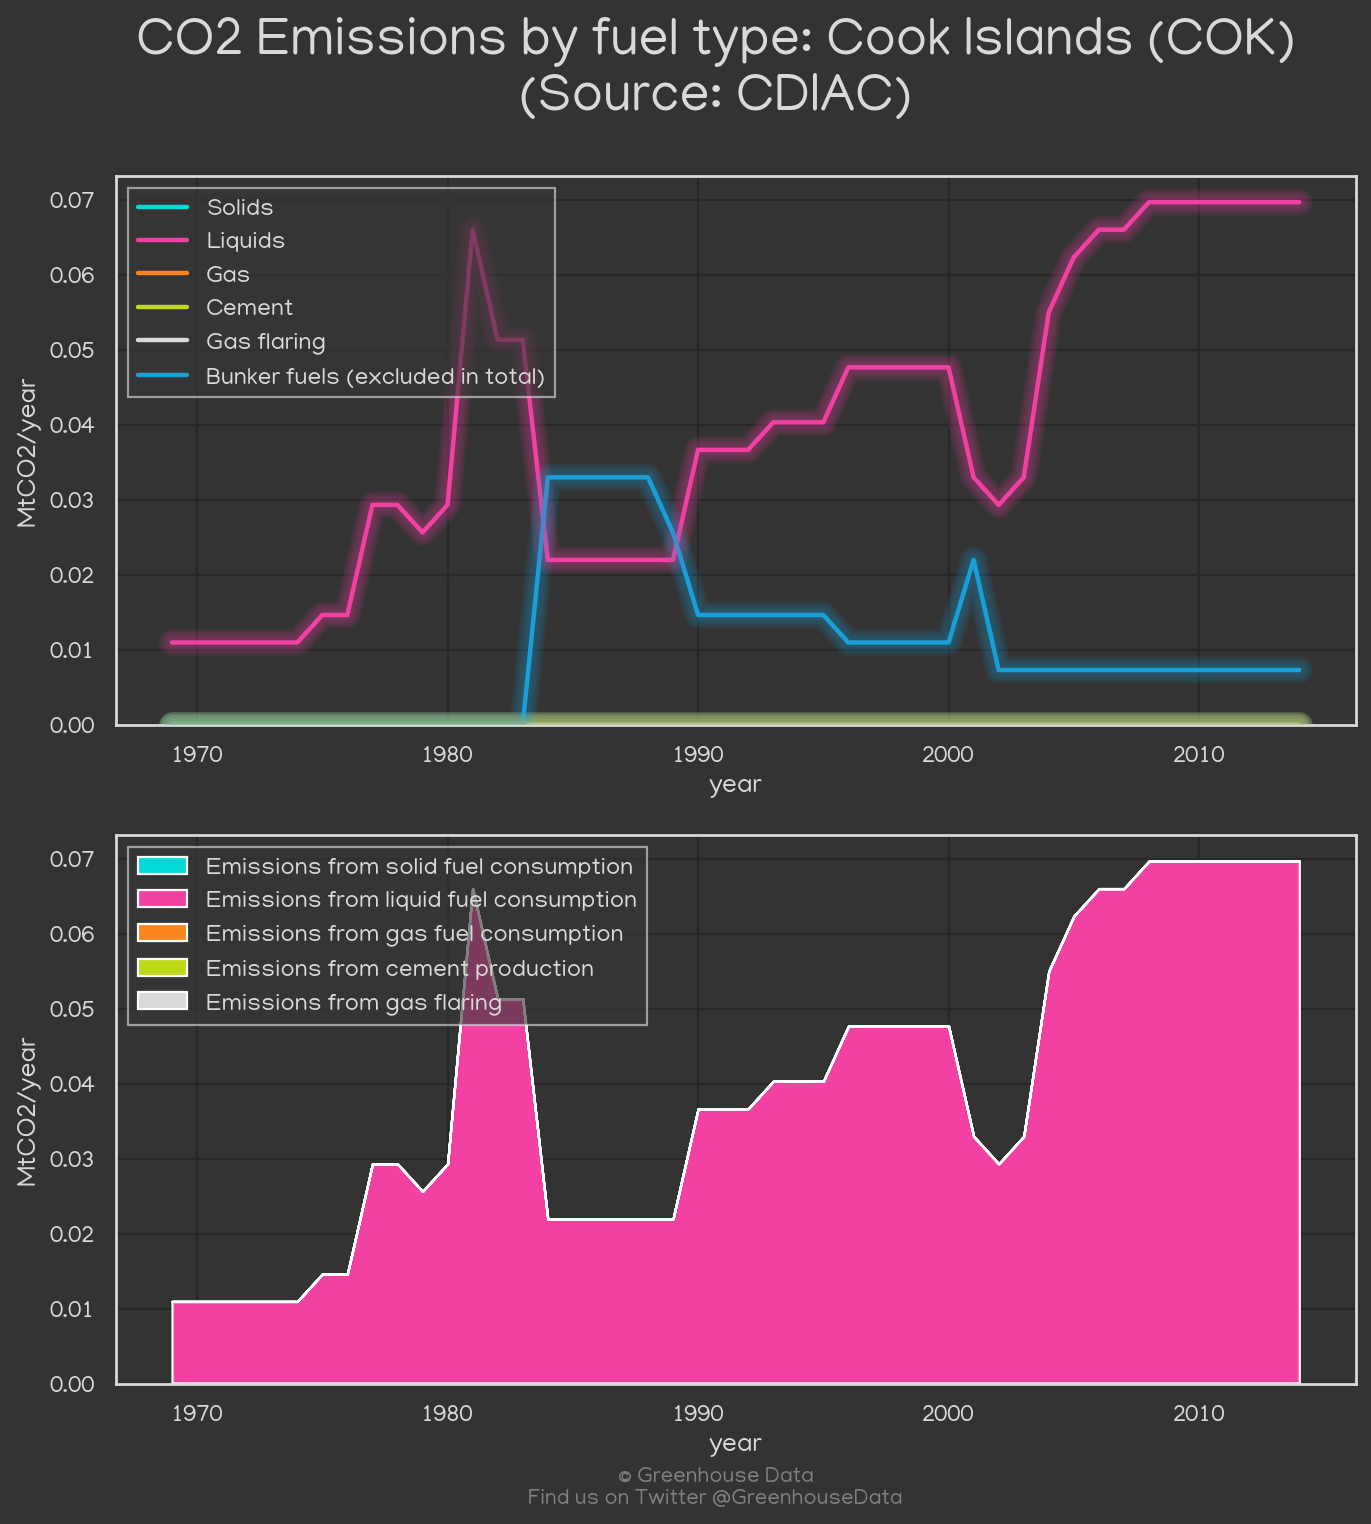 CO2 Emissions by fuel type: Cook Islands (COK)
(Source: CDIAC)
0.07
0.06
0.05
0.04
0.03
0.02
0.01
0.00
MtCO2/year
Solids
Liquids
Gas
Cement
Gas flaring
Bunker fuels (excluded in total)
1970
1980
1990
2000
2010
year
0.07
0.06
0.05
0.04
0.03
0.02
0.01
0.00
MtCO2/year
Emissions from solid fuel consumption
Emissions from liquid fuel consumption
Emissions from gas fuel consumption
Emissions from cement production
Emissions from gas flaring
1970
1980
1990
2000
2010
year
© Greenhouse Data
Find us on Twitter @GreenhouseData